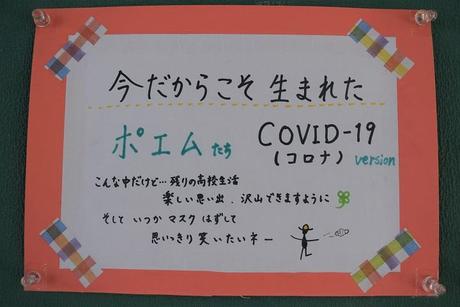 今だからこそ 生まれた
ポエムたち COVID-19
(コロナ) version
こんな中だけど…残りの高校生活
楽しい思い出、沢山できますように
そして いつか マスク はずして
思いっきり 笑いたいネー